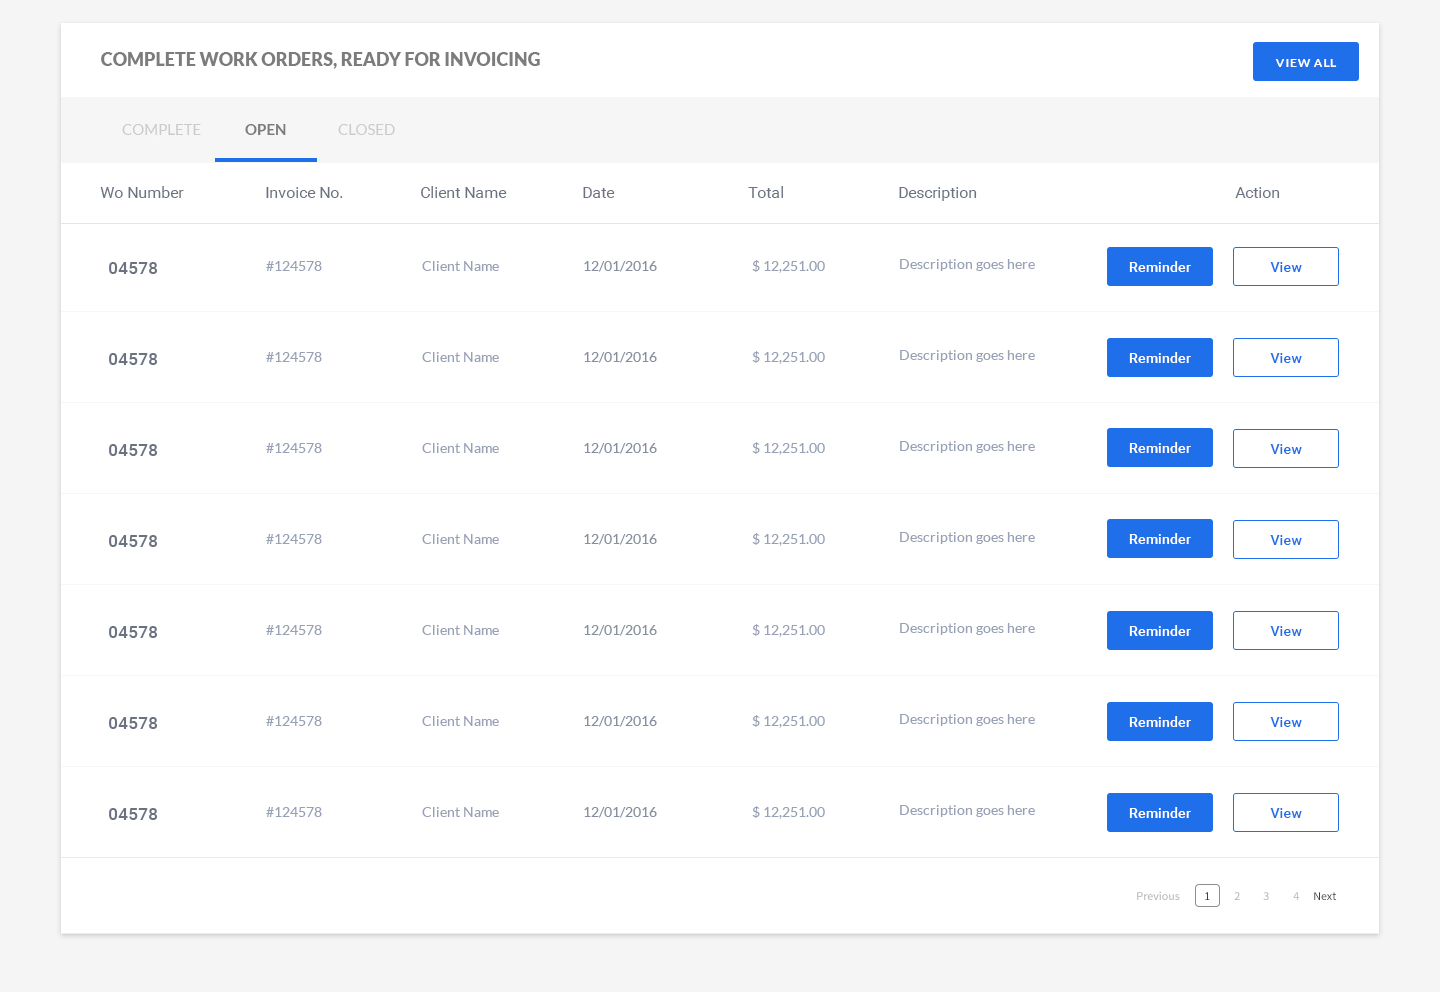 COMPLETE WORK ORDERS, READY FOR INVOICING VIEW ALL
COMPLETE OPEN CLOSED
Wo Number Invoice No. Client Name Date Total Description Action
04578 #124578 Client Name 12/01/2016 $ 12,251.00 Description goes here Reminder View
04578 #124578 Client Name 12/01/2016 $ 12,251.00 Description goes here Reminder View
04578 #124578 Client Name 12/01/2016 $ 12,251.00 Description goes here Reminder View
04578 #124578 Client Name 12/01/2016 $ 12,251.00 Description goes here Reminder View
04578 #124578 Client Name 12/01/2016 $ 12,251.00 Description goes here Reminder View
04578 #124578 Client Name 12/01/2016 $ 12,251.00 Description goes here Reminder View
04578 #124578 Client Name 12/01/2016 $ 12,251.00 Description goes here Reminder View
Previous 1 2 3 4 Next